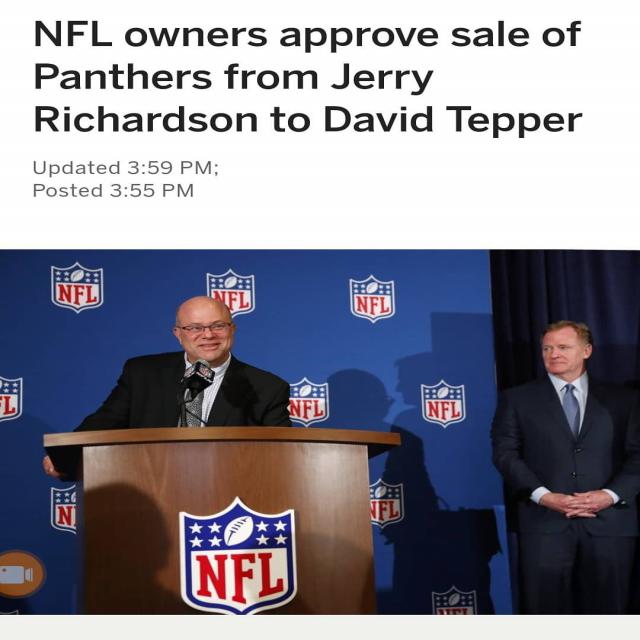 NFL owners approve sale of
Panthers from Jerry
Richardson to David Tepper
Updated 3:59 PM;
Posted 3:55 PM
NFL
NFL
NFL
NFL
NFL
NFL
NFL
NFL